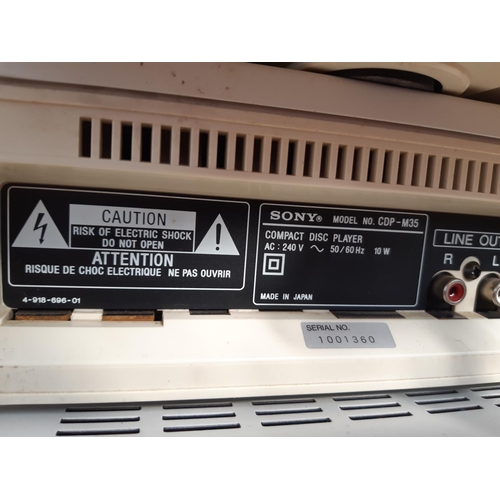 CAUTION
RISK OF ELECTRIC SHOCK
DO NOT OPEN
ATTENTION
RISQUE DE CHOC ELECTRIQUE NE PAS OUVRIR
4-918-696-01
SONY® MODEL NO. CDP-M35
COMPACT DISC PLAYER
AC: 240 V ~ 50/60 Hz 10 W
MADE IN JAPAN
LINE OU
R L
SERIAL NO.
1001360